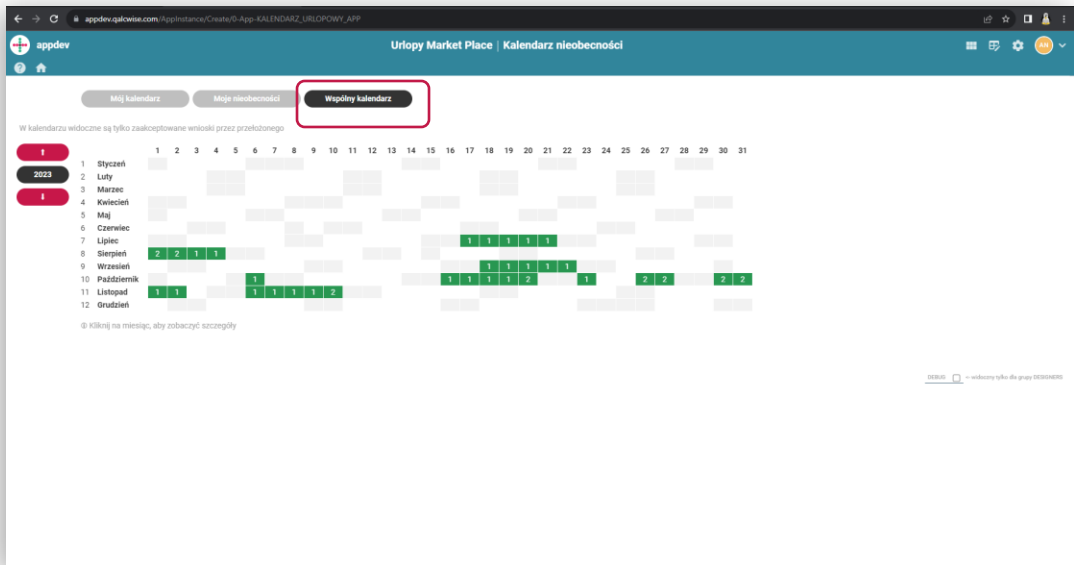 appdev.qalcwise.com/AppInstance/Create/0-App-KALENDARZ_URLOPOWY_APP
appdev
Urlopy Market Place | Kalendarz nieobecności
AN
Mój kalendarz
Moje nieobecności
Wspólny kalendarz
W kalendarzu widoczne są tylko zaakceptowane wnioski przez przełożonego
2023
1 2 3 4 5 6 7 8 9 10 11 12 13 14 15 16 17 18 19 20 21 22 23 24 25 26 27 28 29 30 31
1 Styczeń
2 Luty
3 Marzec
4 Kwiecień
5 Maj
6 Czerwiec
7 Lipiec 1 1 1 1 1
8 Sierpień 2 2 1 1
9 Wrzesień 1 1 1 1 1
10 Październik 1 1 1 1 1 2 1 2 2 2 2
11 Listopad 1 1 1 1 1 1 2
12 Grudzień
Kliknij na miesiąc, aby zobaczyć szczegóły
DEBUG <- widoczny tylko dla grupy DESIGNERS